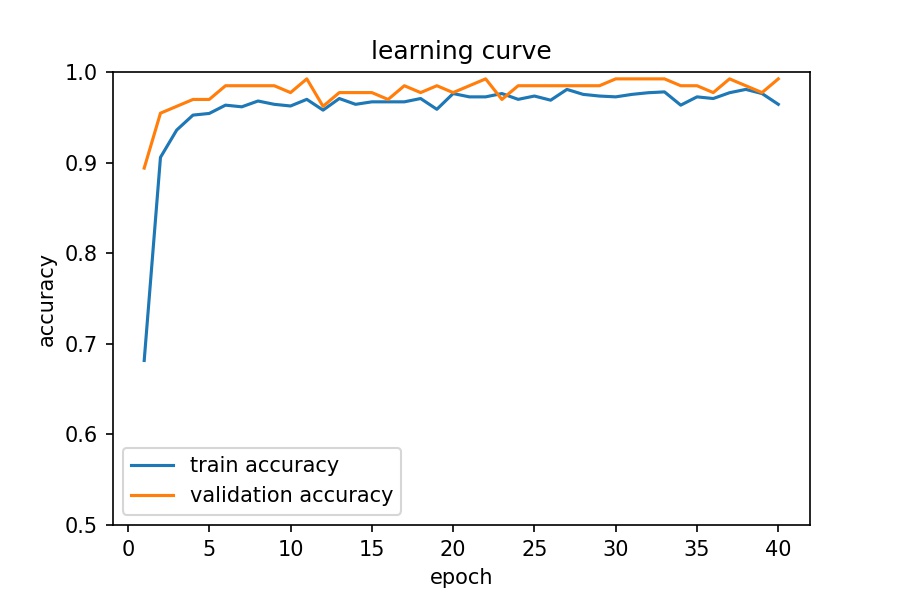 learning curve
1.0
0.9
0.8
0.7
0.6
0.5
accuracy
train accuracy
validation accuracy
0 5 10 15 20 25 30 35 40
epoch